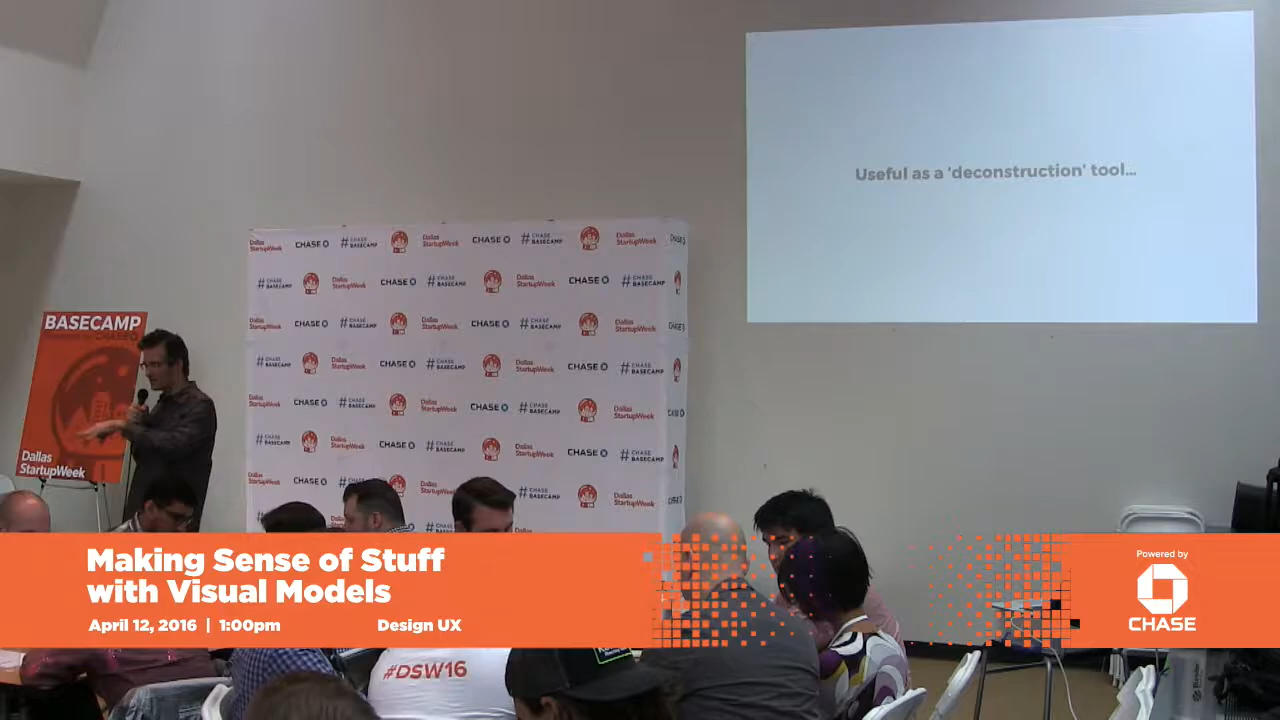 Useful as a 'deconstruction' tool...
BASECAMP
Dallas
StartupWeek
Dallas
StartupWeek
CHASE
#CHASE
BASECAMP
Making Sense of Stuff
with Visual Models
April 12, 2016 | 1:00pm
Design UX
Powered by
CHASE
#DSW16